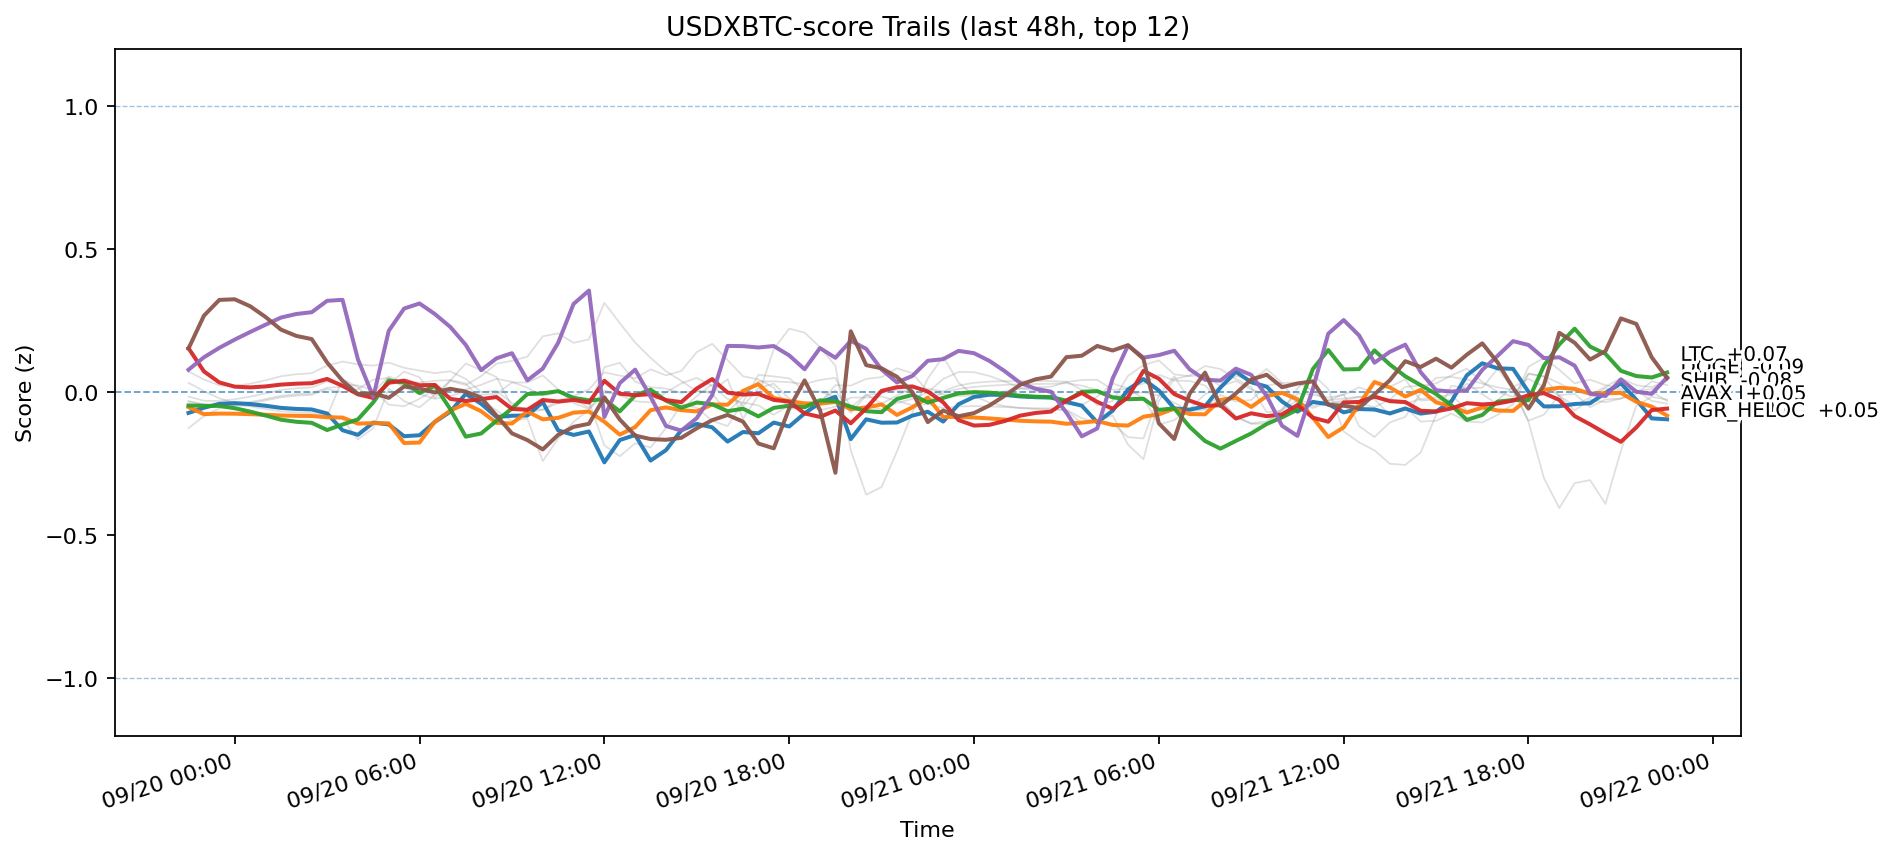 USDXBTC-score Trails (last 48h, top 12)
Score (z)
1.0
0.5
0.0
−0.5
−1.0
LTC +0.07
DOGE -0.09
SHIB -0.08
AVAX +0.05
FIGR_HELOC +0.05
09/20 00:00
09/20 06:00
09/20 12:00
09/20 18:00
09/21 00:00
09/21 06:00
09/21 12:00
09/21 18:00
09/22 00:00
Time